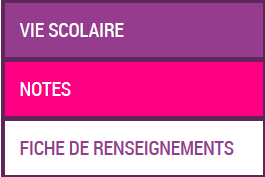 VIE SCOLAIRE
NOTES
FICHE DE RENSEIGNEMENTS